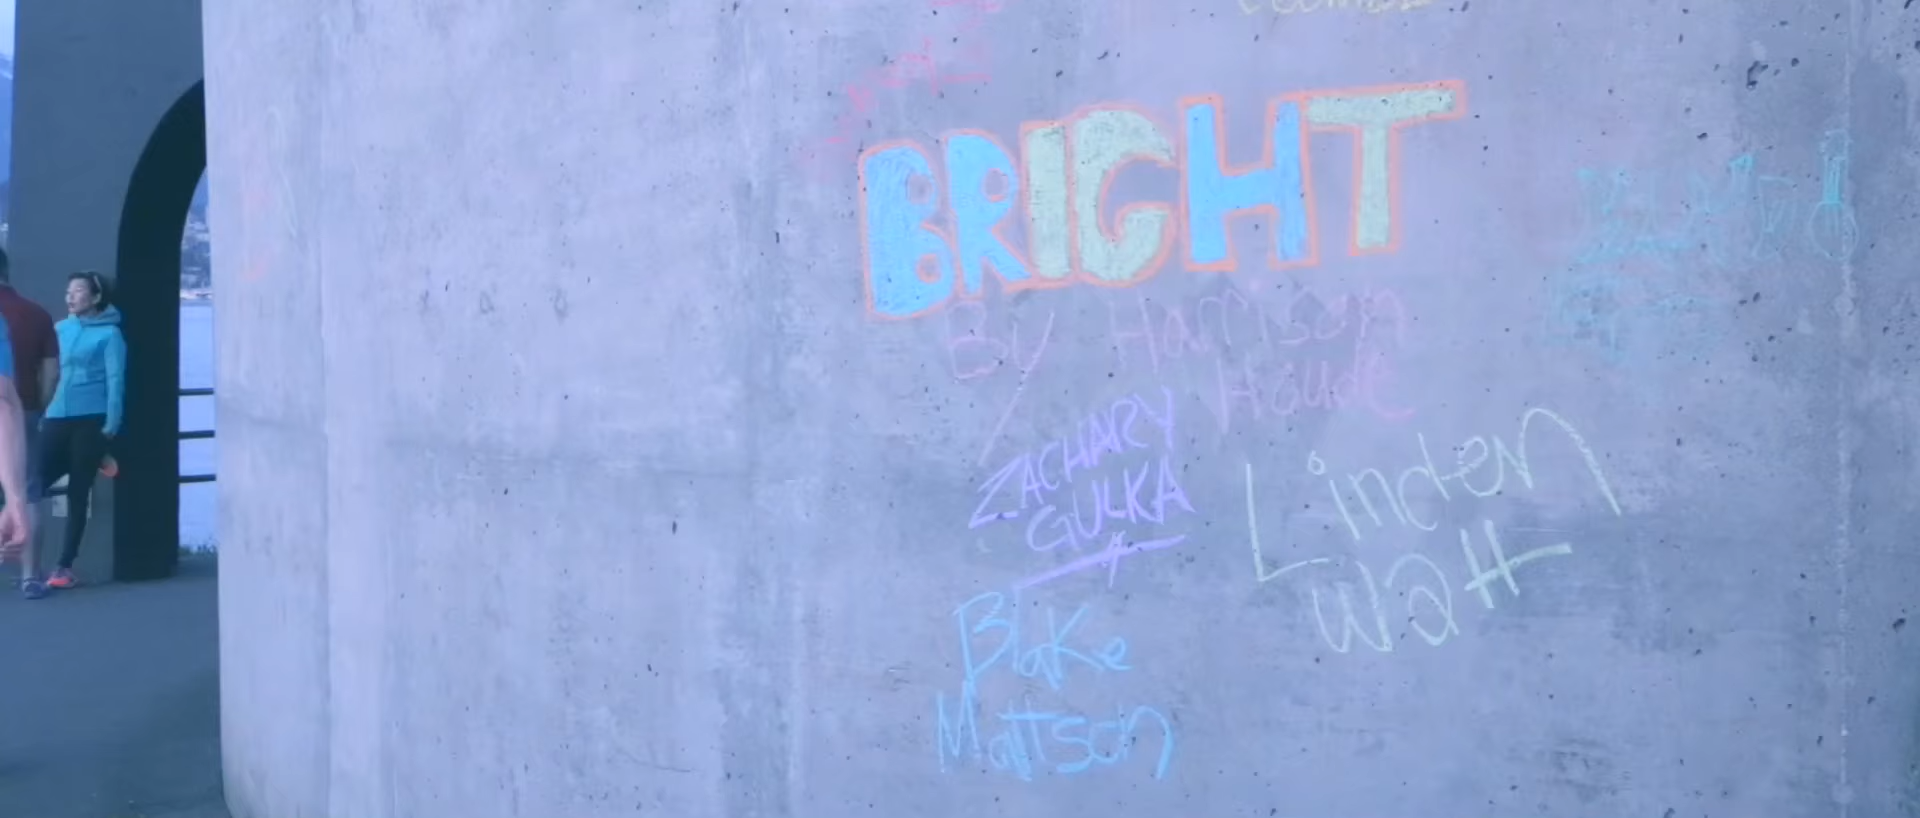 BRIGHT
By Harrison
Houde
ZACHARY
GULKA
Linden
Watt
Blake
Mattson